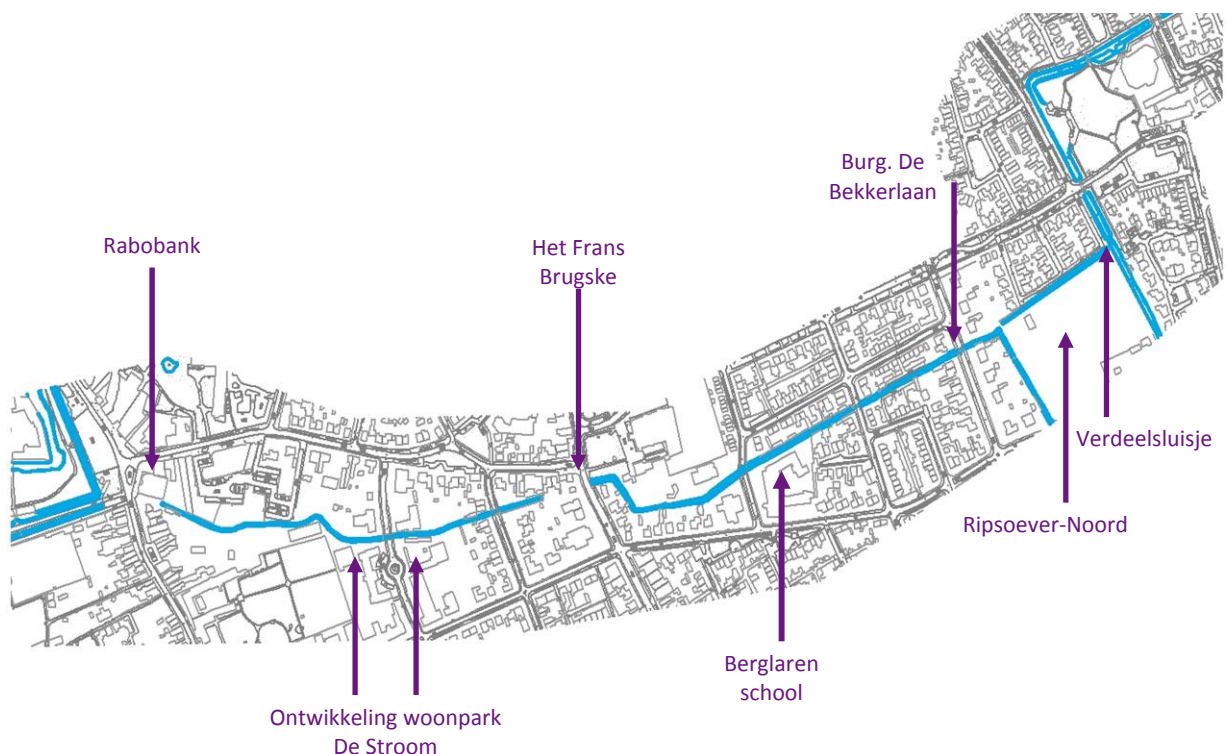 Burg. De
Bekkerlaan
Rabobank
Het Frans
Brugske
Verdeelsluisje
Ripsoever-Noord
Berglaren
school
Ontwikkeling woonpark
De Stroom